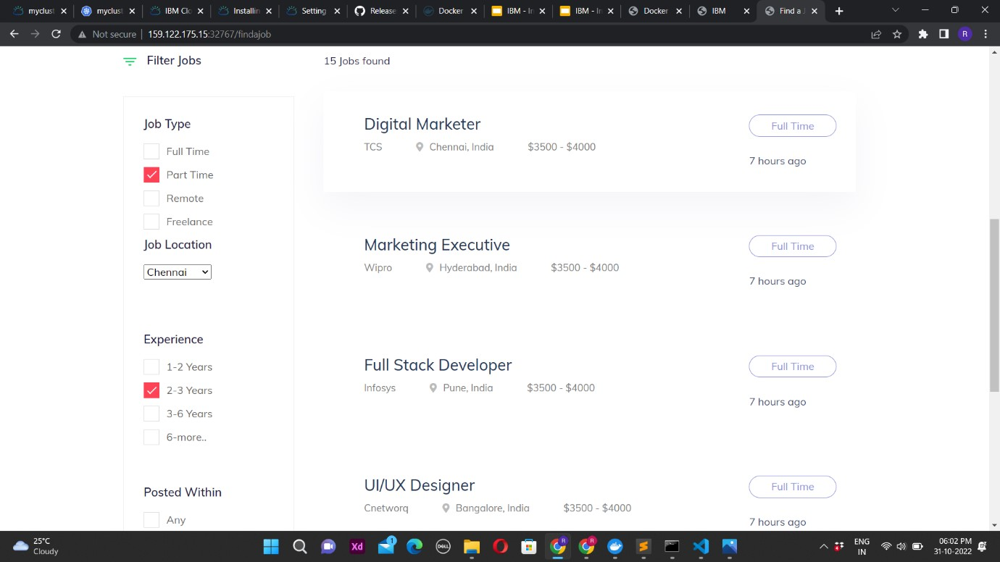 myclust
myclust
IBM Clo
Installin
Setting
Release
Docker
IBM - In
IBM - In
Docker
IBM
Find a J
Not secure 159.122.175.15:32767/findajob
R
Filter Jobs
15 Jobs found
Job Type
Full Time
Part Time
Remote
Freelance
Job Location
Chennai
Experience
1-2 Years
2-3 Years
3-6 Years
6-more..
Posted Within
Any
Digital Marketer
TCS Chennai, India $3500 - $4000
Full Time
7 hours ago
Marketing Executive
Wipro Hyderabad, India $3500 - $4000
Full Time
7 hours ago
Full Stack Developer
Infosys Pune, India $3500 - $4000
Full Time
7 hours ago
UI/UX Designer
Cnetworq Bangalore, India $3500 - $4000
Full Time
7 hours ago
25°C
Cloudy
Xd
1
DELL
R
R
ENG
IN
06:02 PM
31-10-2022